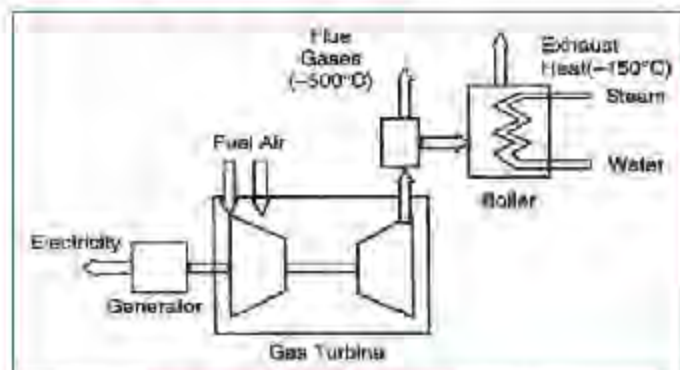 Flue
Gases
(~500°C)
Exhaust
Heat(~150°C)
Steam
Water
Boiler
Fuel Air
Electricity
Generator
Gas Turbine